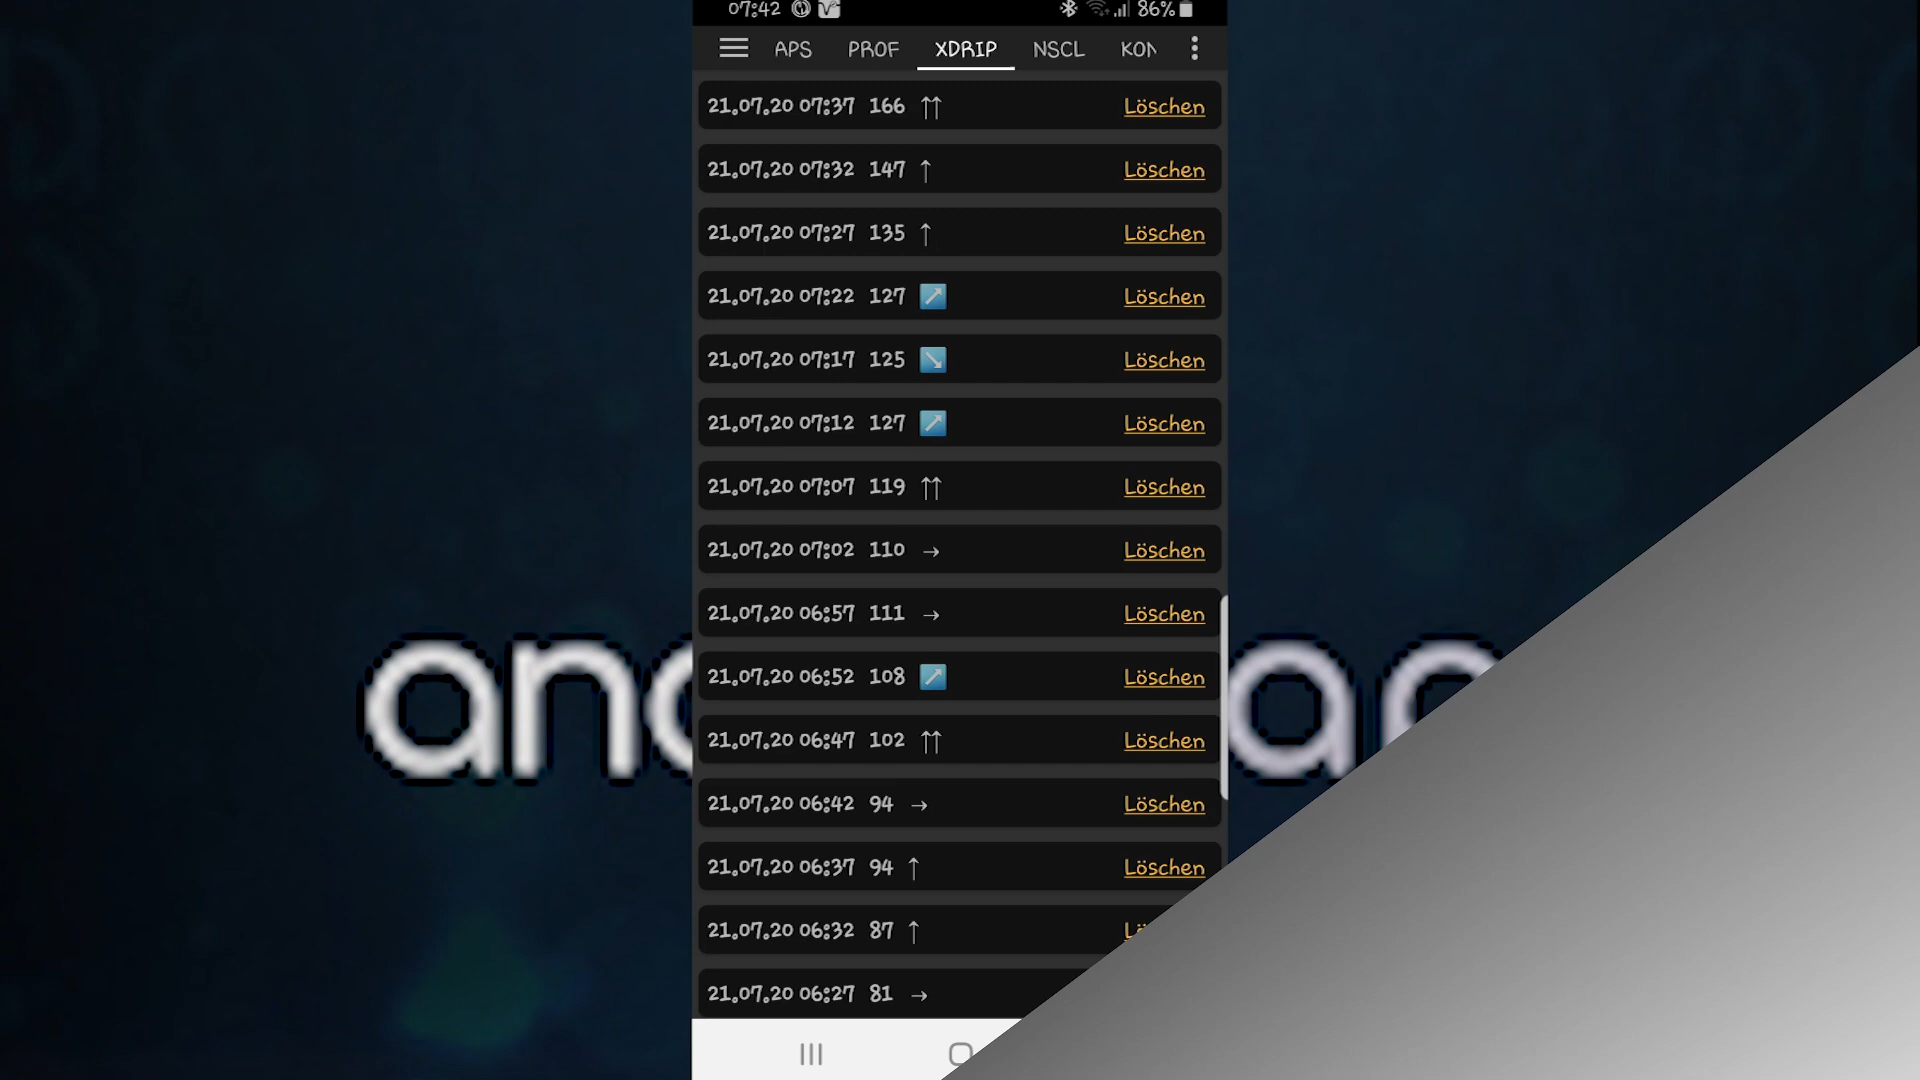 07:42 86%
APS PROF XDRIP NSCL KON
21.07.20 07:37 166 ↑↑ Löschen
21.07.20 07:32 147 ↑ Löschen
21.07.20 07:27 135 ↑ Löschen
21.07.20 07:22 127 ↗ Löschen
21.07.20 07:17 125 ↘ Löschen
21.07.20 07:12 127 ↗ Löschen
21.07.20 07:07 119 ↑↑ Löschen
21.07.20 07:02 110 → Löschen
21.07.20 06:57 111 → Löschen
21.07.20 06:52 108 ↗ Löschen
21.07.20 06:47 102 ↑↑ Löschen
21.07.20 06:42 94 → Löschen
21.07.20 06:37 94 ↑ Löschen
21.07.20 06:32 87 ↑
21.07.20 06:27 81 →